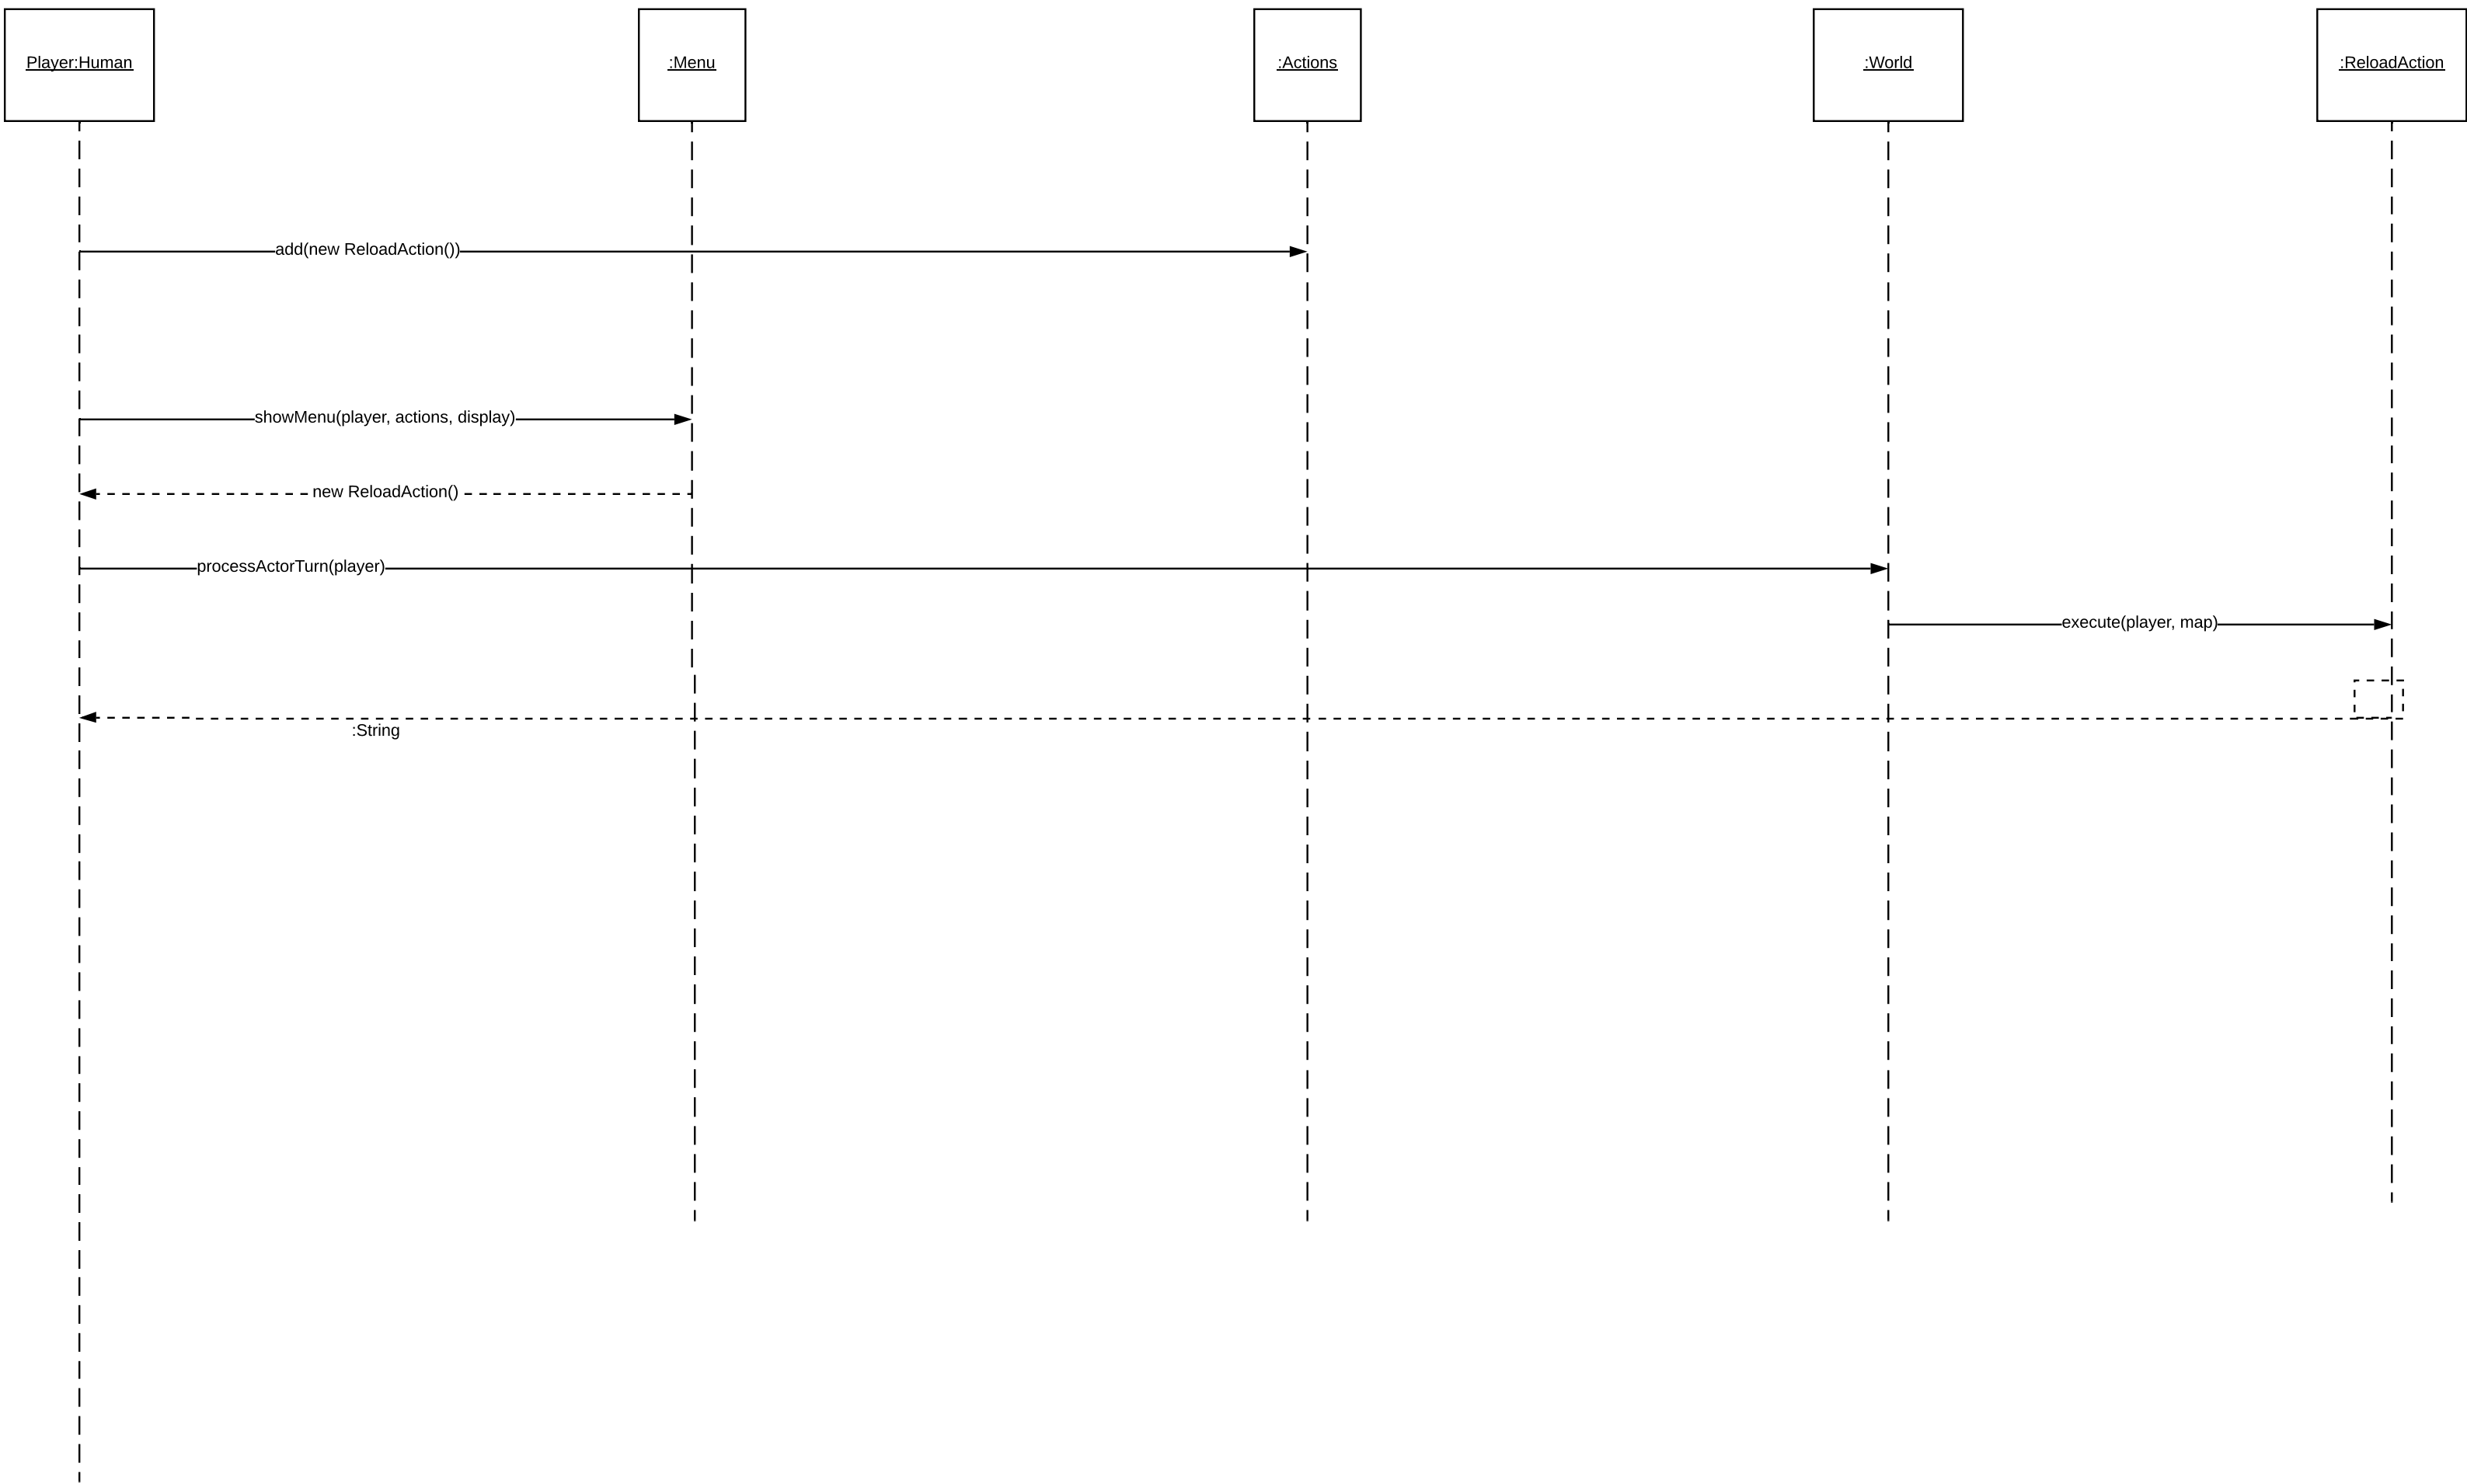 Player:Human
:Menu
:Actions
:World
:ReloadAction
add(new ReloadAction())
showMenu(player, actions, display)
new ReloadAction()
processActorTurn(player)
execute(player, map)
:String